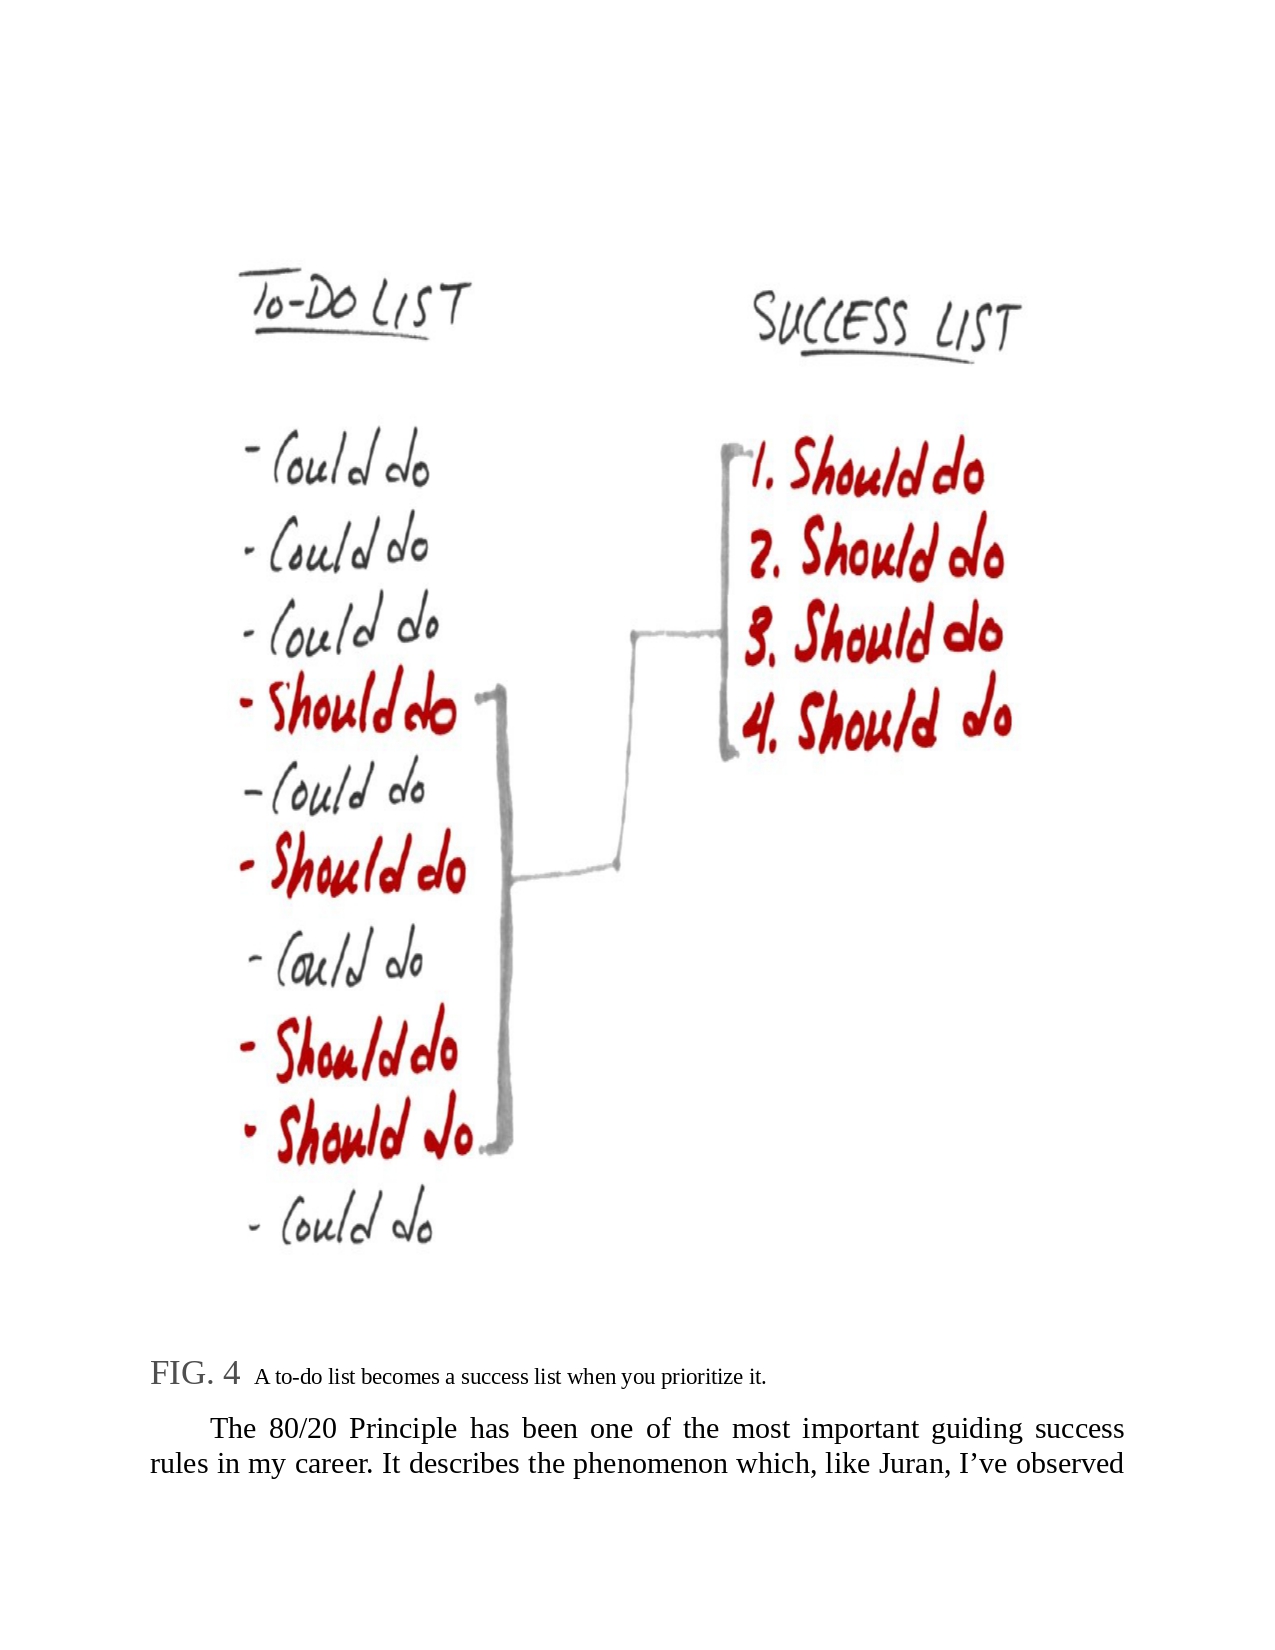 TO-DO LIST
- Could do
- Could do
- Could do
- Should do
- Could do
- Should do
- Could do
- Should do
- Should do
- Could do
SUCCESS LIST
1. Should do
2. Should do
3. Should do
4. Should do
FIG. 4 A to-do list becomes a success list when you prioritize it.
The 80/20 Principle has been one of the most important guiding success
rules in my career. It describes the phenomenon which, like Juran, I’ve observed